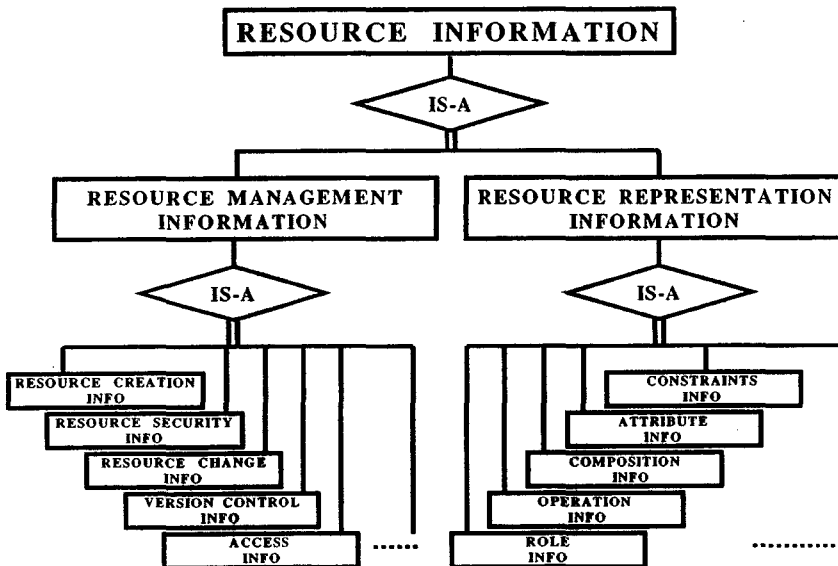 RESOURCE INFORMATION
IS-A
RESOURCE MANAGEMENT
INFORMATION
RESOURCE REPRESENTATION
INFORMATION
IS-A
IS-A
RESOURCE CREATION
INFO
RESOURCE SECURITY
INFO
RESOURCE CHANGE
INFO
VERSION CONTROL
INFO
ACCESS
INFO
CONSTRAINTS
INFO
ATTRIBUTE
INFO
COMPOSITION
INFO
OPERATION
INFO
ROLE
INFO